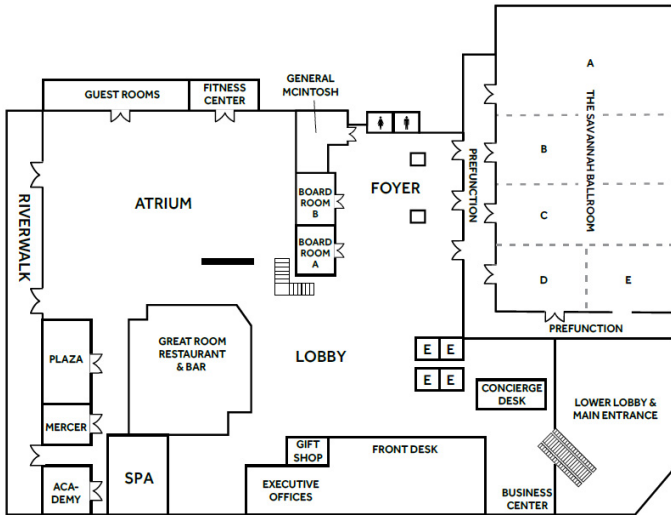 GUEST ROOMS
FITNESS
CENTER
GENERAL
MCINTOSH
A
THE SAVANNAH BALLROOM
B
C
D
E
PREFUNCTION
PREFUNCTION
FOYER
BOARD
ROOM
B
BOARD
ROOM
A
ATRIUM
RIVERWALK
GREAT ROOM
RESTAURANT
& BAR
LOBBY
E E
E E
PLAZA
MERCER
ACA-
DEMY
SPA
GIFT
SHOP
FRONT DESK
EXECUTIVE
OFFICES
CONCIERGE
DESK
LOWER LOBBY &
MAIN ENTRANCE
BUSINESS
CENTER